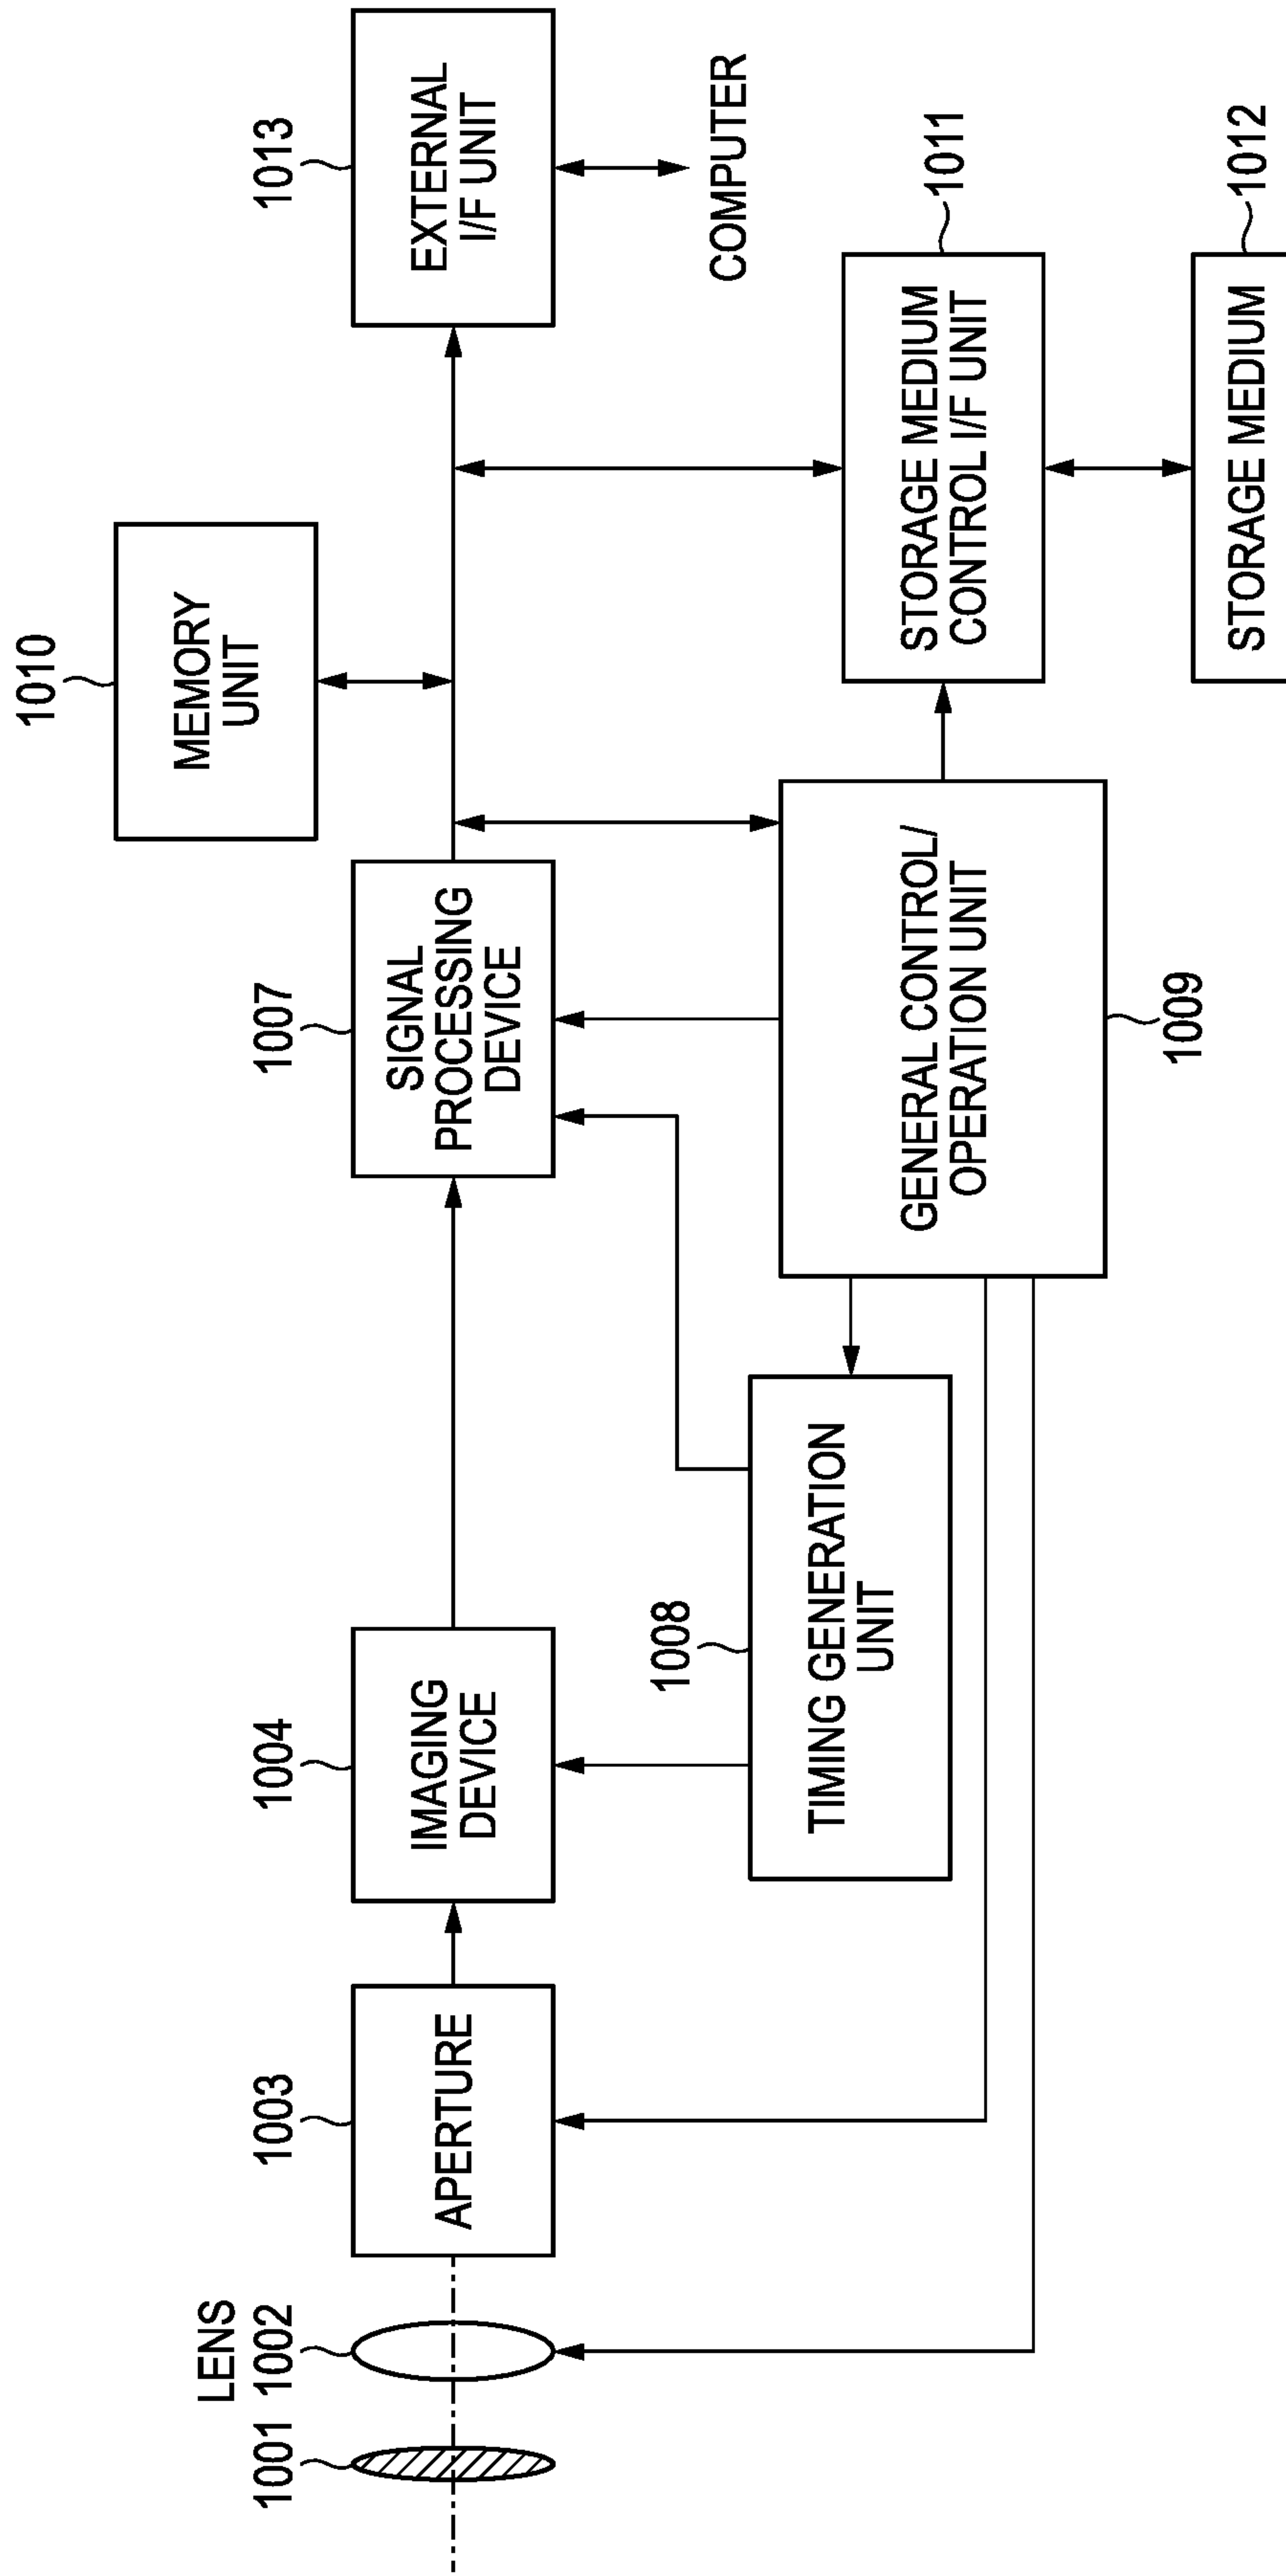 1001
LENS
1002
1003
APERTURE
1004
IMAGING
DEVICE
1007
SIGNAL
PROCESSING
DEVICE
1010
MEMORY
UNIT
1013
EXTERNAL
I/F UNIT
COMPUTER
1008
TIMING GENERATION
UNIT
GENERAL CONTROL/
OPERATION UNIT
1009
STORAGE MEDIUM
CONTROL I/F UNIT
1011
STORAGE MEDIUM
1012